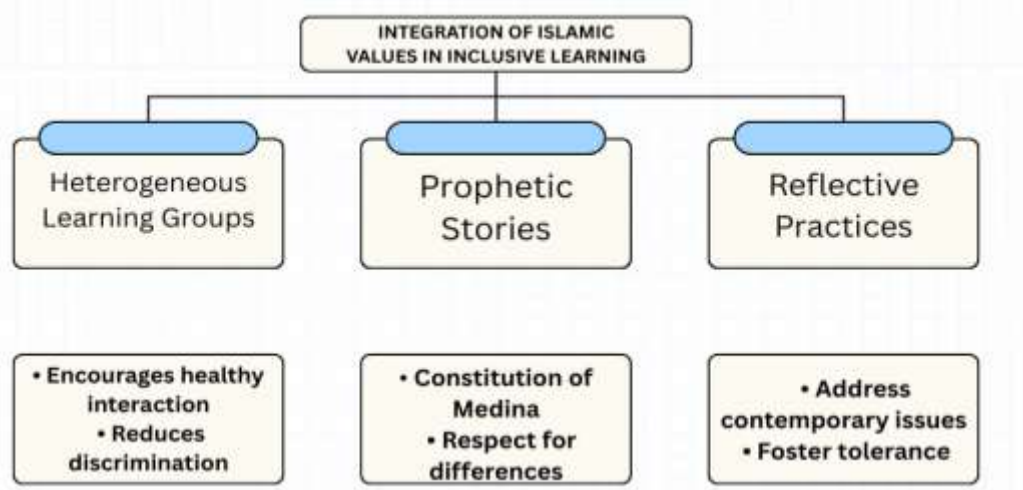 INTEGRATION OF ISLAMIC
VALUES IN INCLUSIVE LEARNING
Heterogeneous
Learning Groups
Prophetic
Stories
Reflective
Practices
• Encourages healthy
interaction
• Reduces
discrimination
• Constitution of
Medina
• Respect for
differences
• Address
contemporary issues
• Foster tolerance